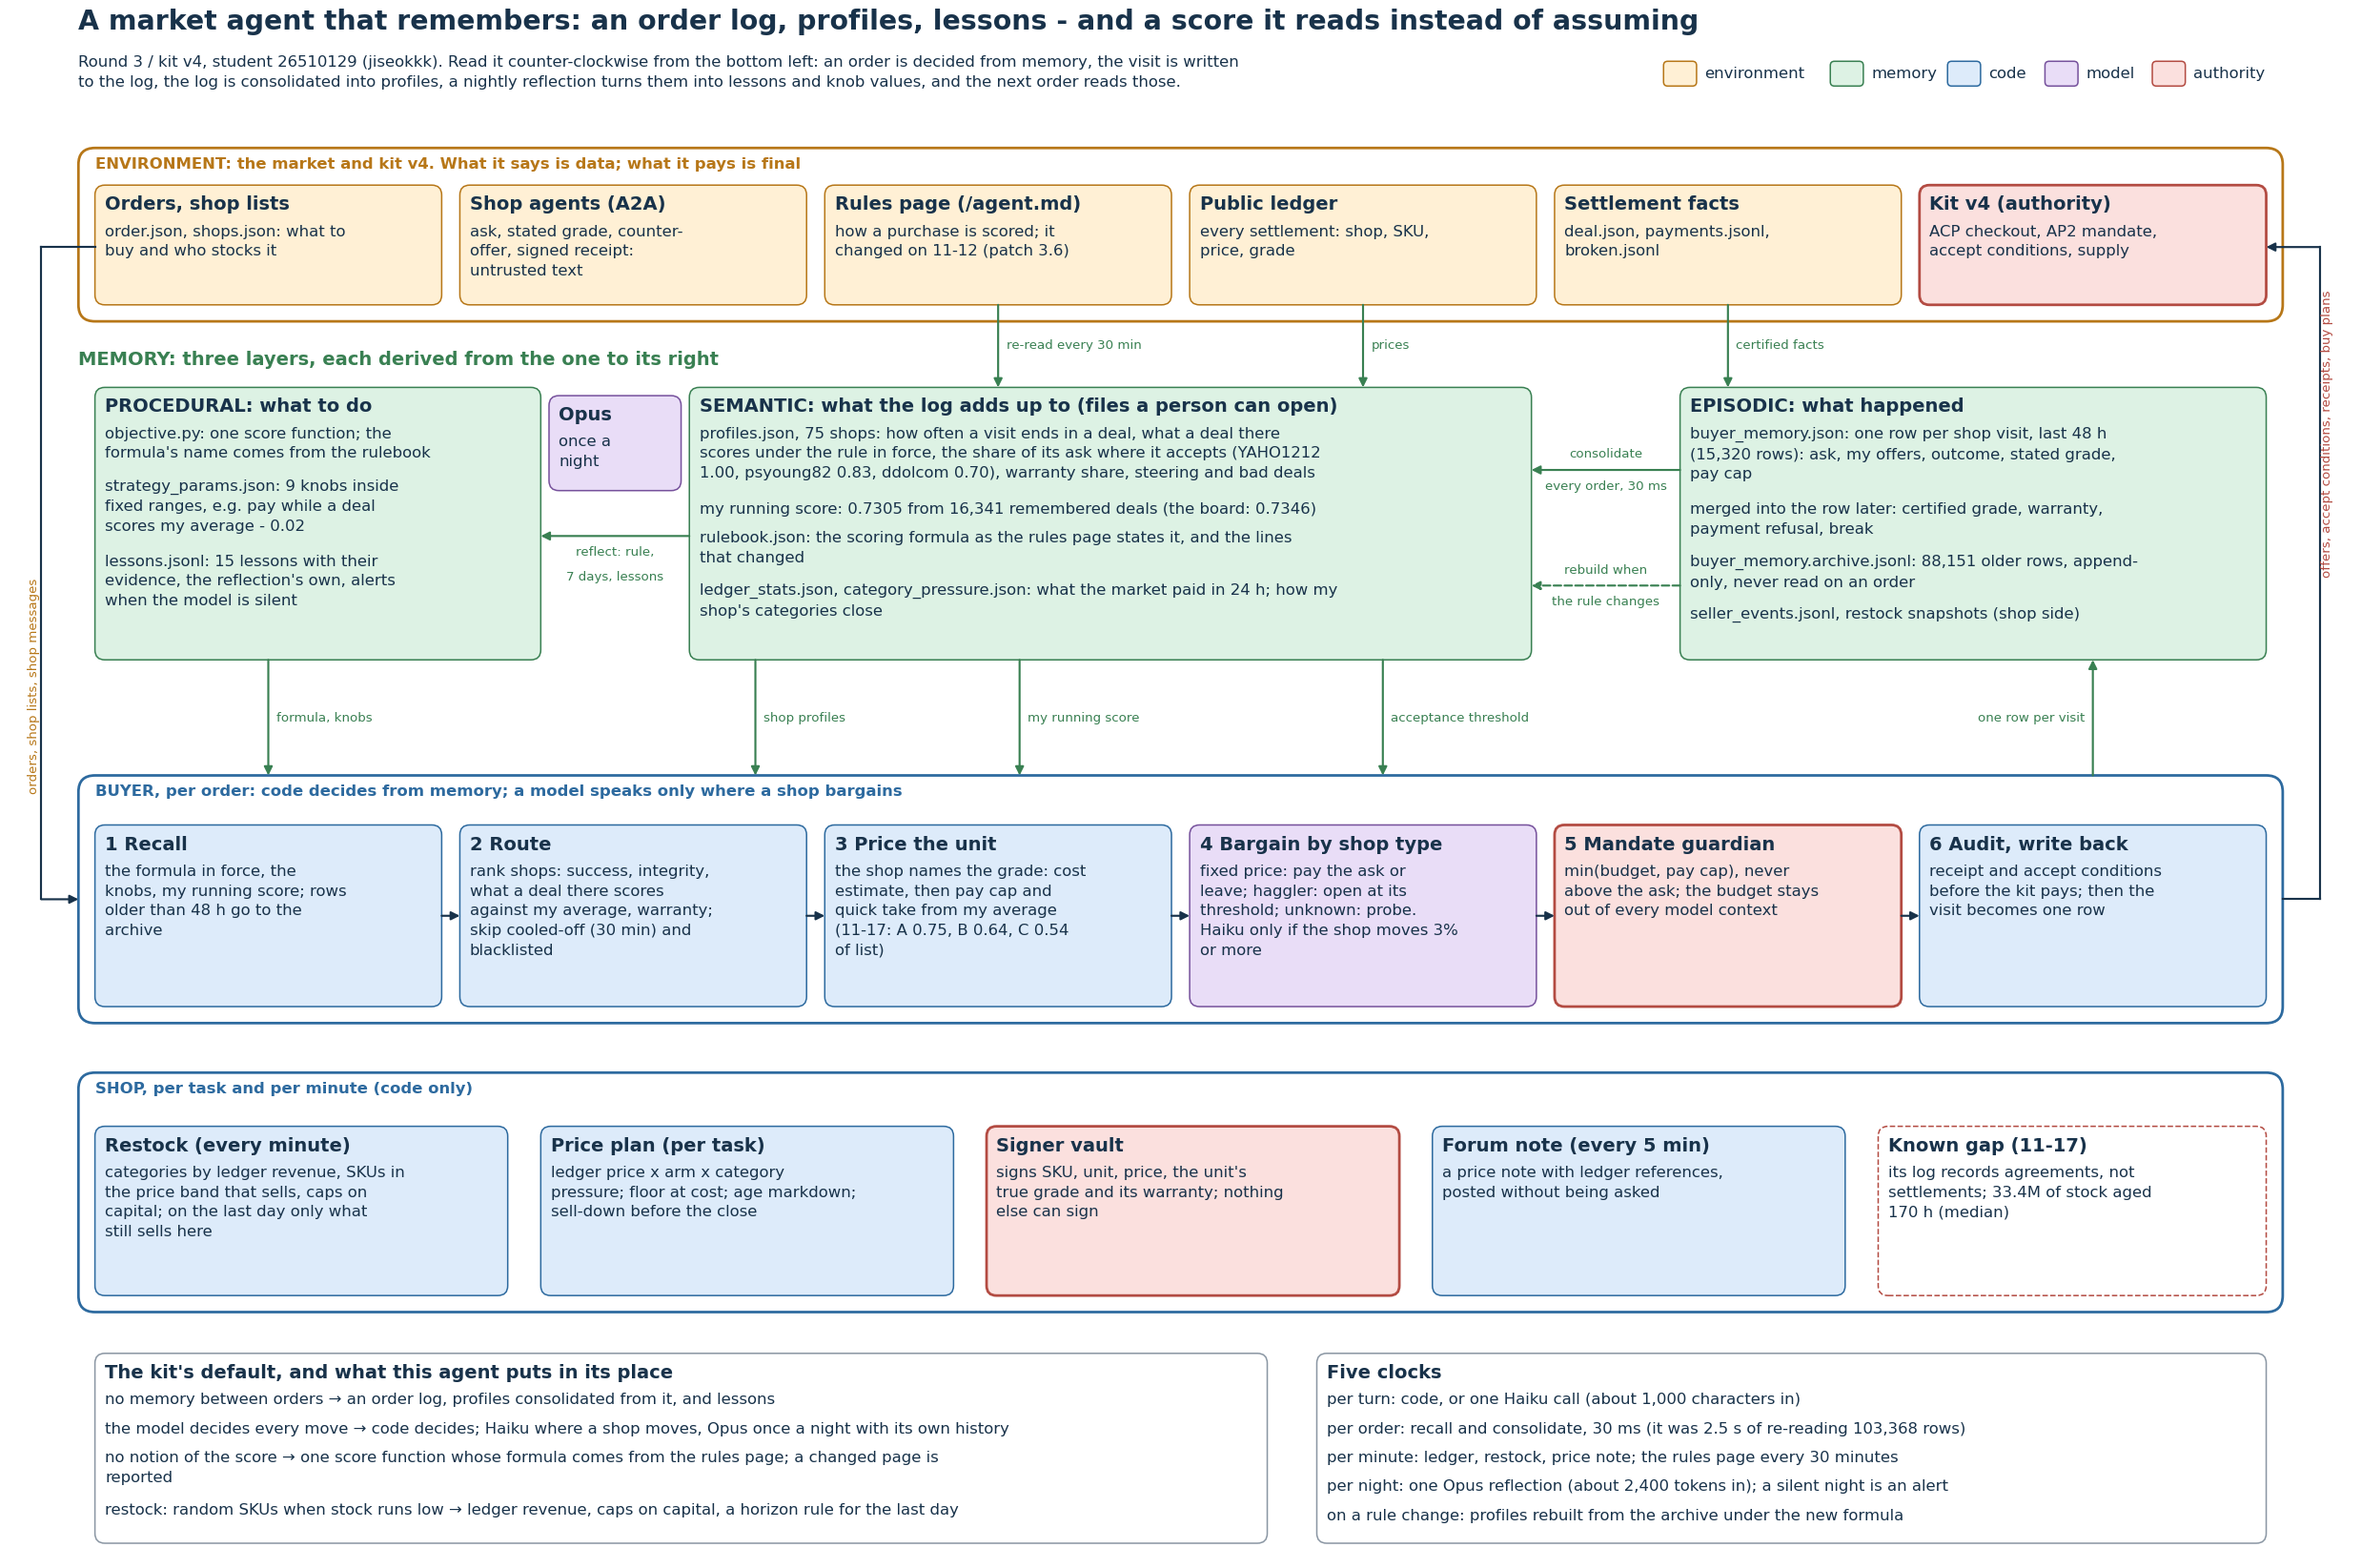 A market agent that remembers: an order log, profiles, lessons - and a score it reads instead of assuming
Round 3 / kit v4, student 26510129 (jiseokkk). Read it counter-clockwise from the bottom left: an order is decided from memory, the visit is written
to the log, the log is consolidated into profiles, a nightly reflection turns them into lessons and knob values, and the next order reads those.
environment
memory
code
model
authority
ENVIRONMENT: the market and kit v4. What it says is data; what it pays is final
Orders, shop lists
order.json, shops.json: what to
buy and who stocks it
Shop agents (A2A)
ask, stated grade, counter-
offer, signed receipt:
untrusted text
Rules page (/agent.md)
how a purchase is scored; it
changed on 11-12 (patch 3.6)
Public ledger
every settlement: shop, SKU,
price, grade
Settlement facts
deal.json, payments.jsonl,
broken.jsonl
Kit v4 (authority)
ACP checkout, AP2 mandate,
accept conditions, supply
re-read every 30 min
prices
certified facts
MEMORY: three layers, each derived from the one to its right
PROCEDURAL: what to do
objective.py: one score function; the
formula's name comes from the rulebook
strategy_params.json: 9 knobs inside
fixed ranges, e.g. pay while a deal
scores my average - 0.02
lessons.jsonl: 15 lessons with their
evidence, the reflection's own, alerts
when the model is silent
Opus
once a
night
reflect: rule,
7 days, lessons
SEMANTIC: what the log adds up to (files a person can open)
profiles.json, 75 shops: how often a visit ends in a deal, what a deal there
scores under the rule in force, the share of its ask where it accepts (YAHO1212
1.00, psyoung82 0.83, ddolcom 0.70), warranty share, steering and bad deals
my running score: 0.7305 from 16,341 remembered deals (the board: 0.7346)
rulebook.json: the scoring formula as the rules page states it, and the lines
that changed
ledger_stats.json, category_pressure.json: what the market paid in 24 h; how my
shop's categories close
consolidate
every order, 30 ms
rebuild when
the rule changes
EPISODIC: what happened
buyer_memory.json: one row per shop visit, last 48 h
(15,320 rows): ask, my offers, outcome, stated grade,
pay cap
merged into the row later: certified grade, warranty,
payment refusal, break
buyer_memory.archive.jsonl: 88,151 older rows, append-
only, never read on an order
seller_events.jsonl, restock snapshots (shop side)
orders, shop lists, shop messages
offers, accept conditions, receipts, buy plans
formula, knobs
shop profiles
my running score
acceptance threshold
one row per visit
BUYER, per order: code decides from memory; a model speaks only where a shop bargains
1 Recall
the formula in force, the
knobs, my running score; rows
older than 48 h go to the
archive
2 Route
rank shops: success, integrity,
what a deal there scores
against my average, warranty;
skip cooled-off (30 min) and
blacklisted
3 Price the unit
the shop names the grade: cost
estimate, then pay cap and
quick take from my average
(11-17: A 0.75, B 0.64, C 0.54
of list)
4 Bargain by shop type
fixed price: pay the ask or
leave; haggler: open at its
threshold; unknown: probe.
Haiku only if the shop moves 3%
or more
5 Mandate guardian
min(budget, pay cap), never
above the ask; the budget stays
out of every model context
6 Audit, write back
receipt and accept conditions
before the kit pays; then the
visit becomes one row
SHOP, per task and per minute (code only)
Restock (every minute)
categories by ledger revenue, SKUs in
the price band that sells, caps on
capital; on the last day only what
still sells here
Price plan (per task)
ledger price x arm x category
pressure; floor at cost; age markdown;
sell-down before the close
Signer vault
signs SKU, unit, price, the unit's
true grade and its warranty; nothing
else can sign
Forum note (every 5 min)
a price note with ledger references,
posted without being asked
Known gap (11-17)
its log records agreements, not
settlements; 33.4M of stock aged
170 h (median)
The kit's default, and what this agent puts in its place
no memory between orders → an order log, profiles consolidated from it, and lessons
the model decides every move → code decides; Haiku where a shop moves, Opus once a night with its own history
no notion of the score → one score function whose formula comes from the rules page; a changed page is
reported
restock: random SKUs when stock runs low → ledger revenue, caps on capital, a horizon rule for the last day
Five clocks
per turn: code, or one Haiku call (about 1,000 characters in)
per order: recall and consolidate, 30 ms (it was 2.5 s of re-reading 103,368 rows)
per minute: ledger, restock, price note; the rules page every 30 minutes
per night: one Opus reflection (about 2,400 tokens in); a silent night is an alert
on a rule change: profiles rebuilt from the archive under the new formula